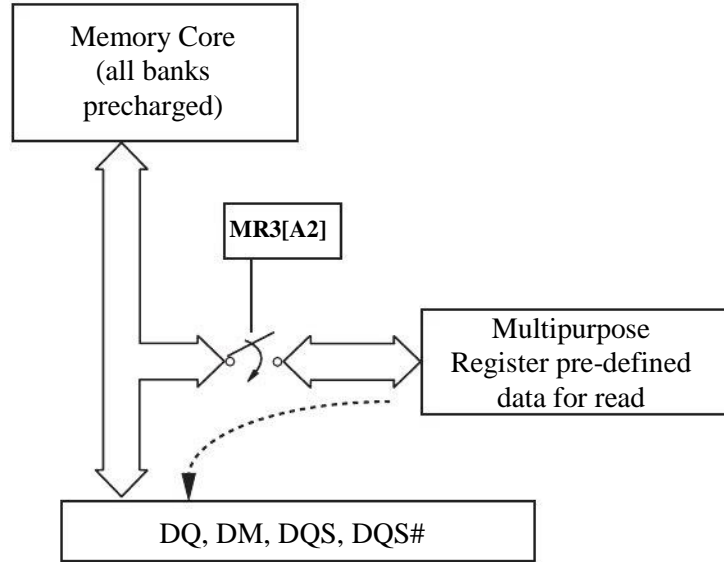 Memory Core
(all banks
precharged)
MR3[A2]
Multipurpose
Register pre-defined
data for read
DQ, DM, DQS, DQS#